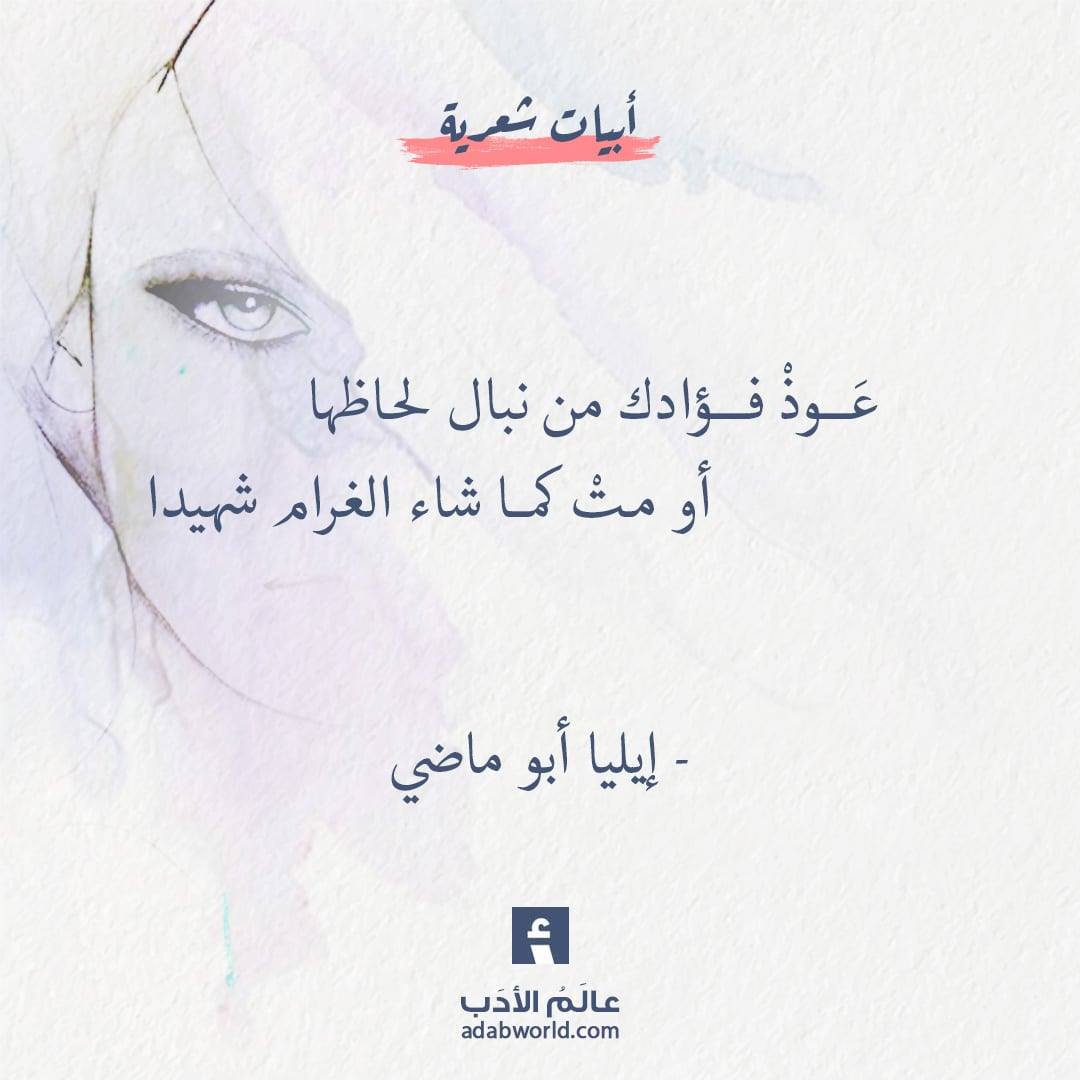 أبيات شعرية
عَـوذْ فـؤادك من نبال لحاظها
أو متْ كما شاء الغرام شهيدا
- إيليا أبو ماضي
أ
عالَمُ الأدَب
adabworld.com